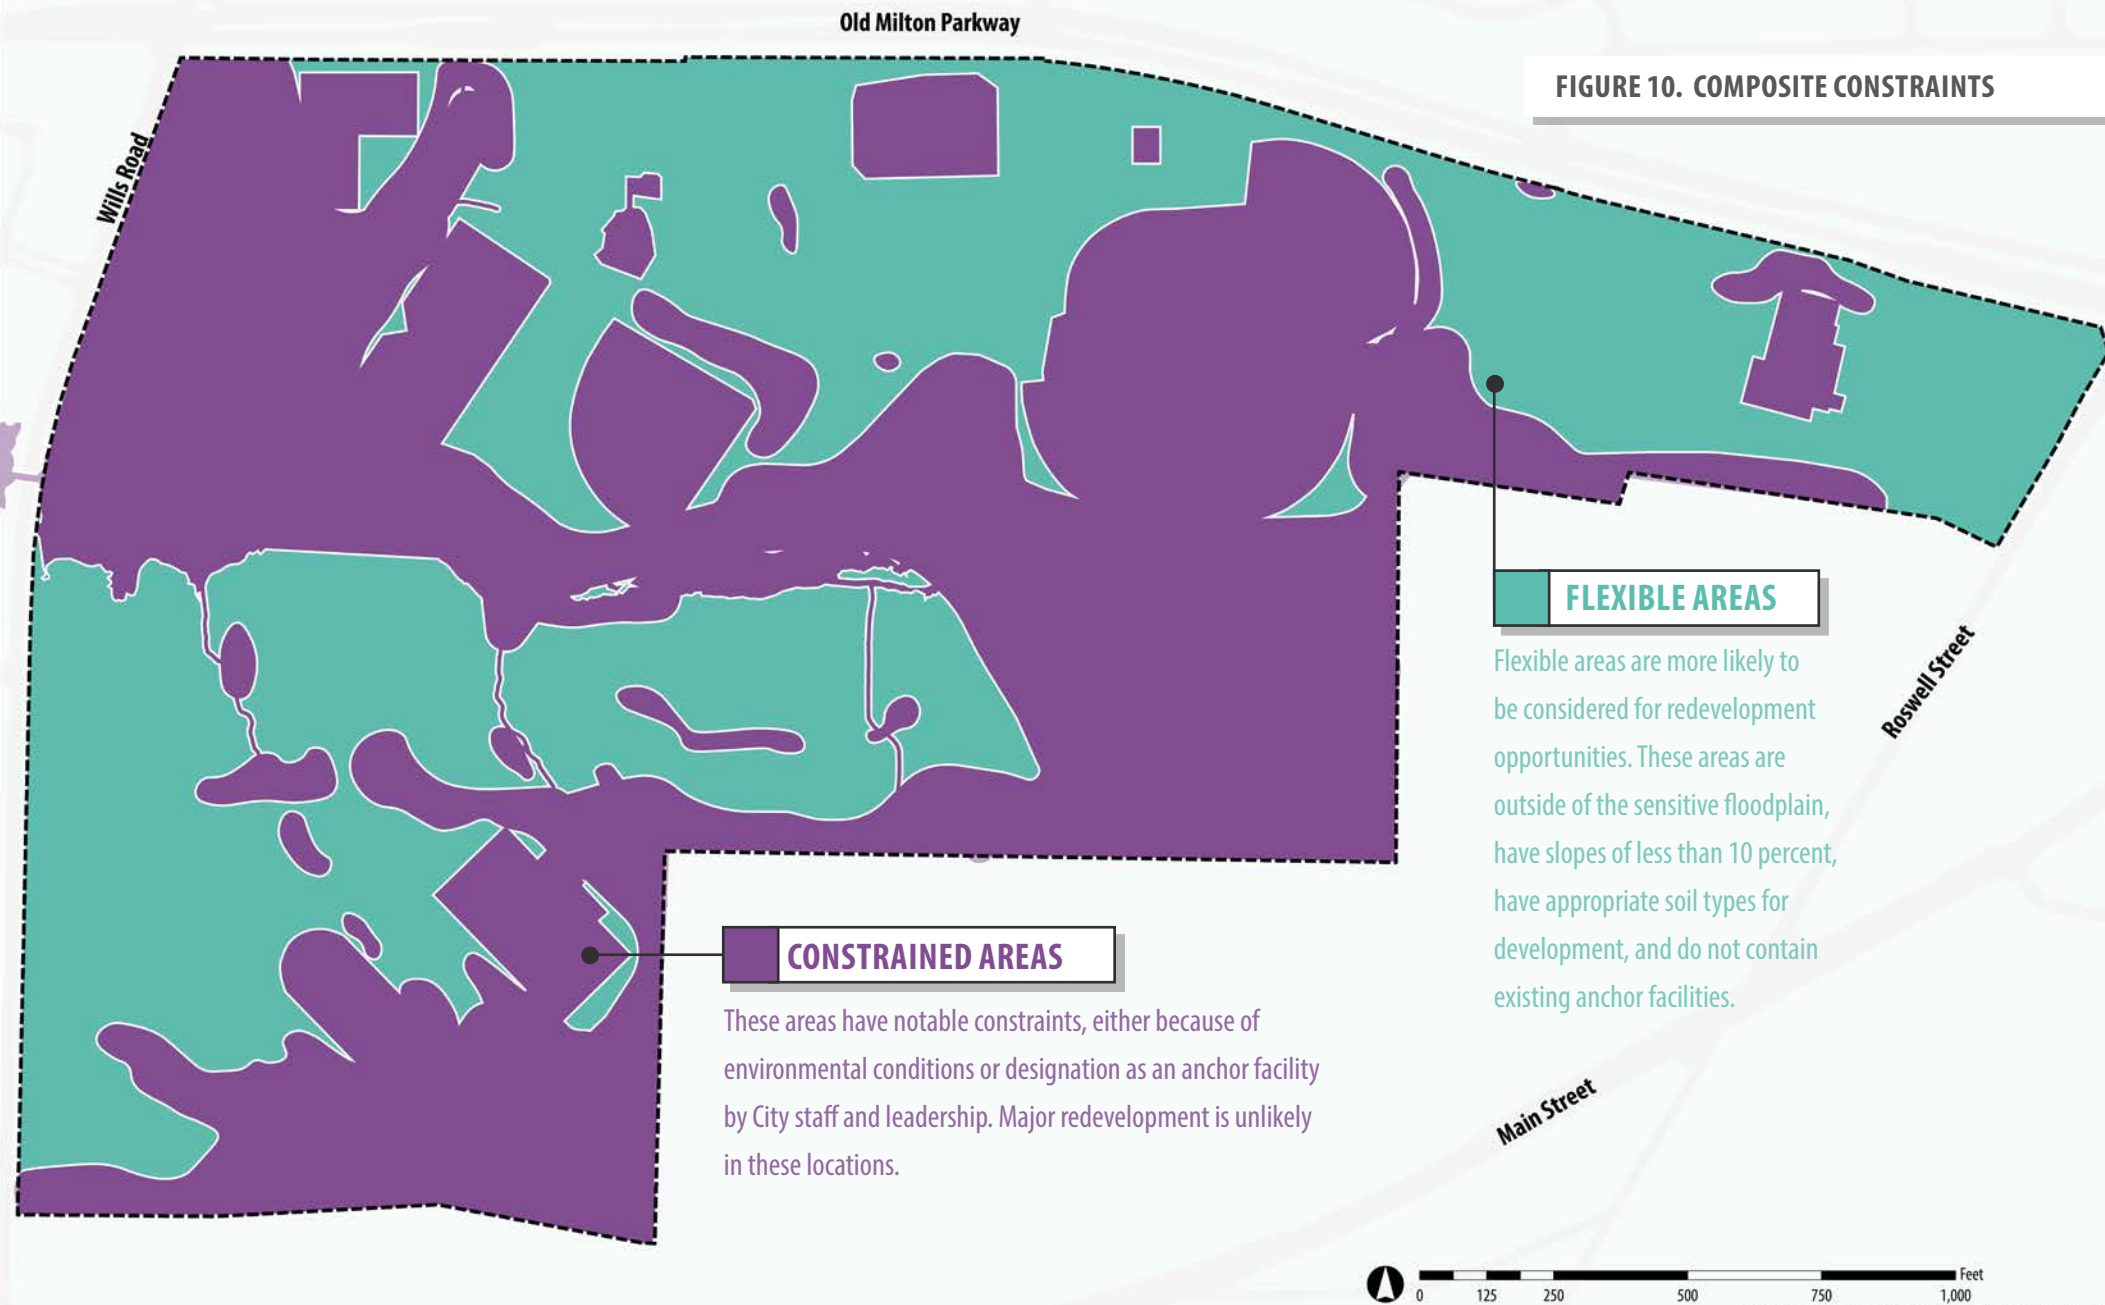 Old Milton Parkway
FIGURE 10. COMPOSITE CONSTRAINTS
Wills Road
FLEXIBLE AREAS
Flexible areas are more likely to
be considered for redevelopment
opportunities. These areas are
outside of the sensitive floodplain,
have slopes of less than 10 percent,
have appropriate soil types for
development, and do not contain
existing anchor facilities.
Roswell Street
CONSTRAINED AREAS
These areas have notable constraints, either because of
environmental conditions or designation as an anchor facility
by City staff and leadership. Major redevelopment is unlikely
in these locations.
Main Street
Feet
0 125 250 500 750 1,000